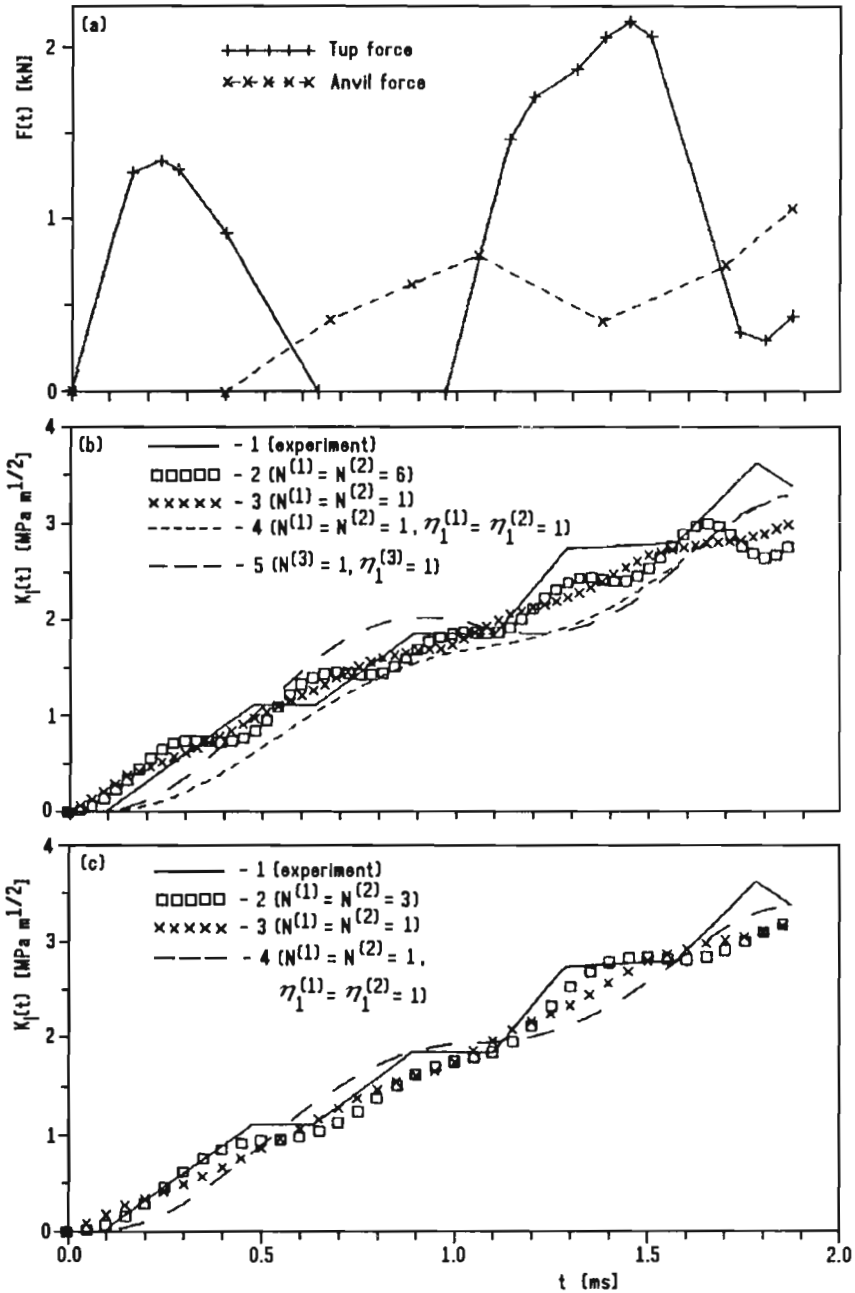 (a)
+—+—+—+—+ Tup force
×-×-×-×-× Anvil force
F(t) [kN]
2
1
0
(b)
- 1 (experiment)
- 2 (N^(1) = N^(2) = 6)
- 3 (N^(1) = N^(2) = 1)
- 4 (N^(1) = N^(2) = 1, η₁^(1) = η₁^(2) = 1)
- 5 (N^(3) = 1, η₁^(3) = 1)
K_I(t) [MPa m^1/2]
4
3
2
1
0
(c)
- 1 (experiment)
- 2 (N^(1) = N^(2) = 3)
- 3 (N^(1) = N^(2) = 1)
- 4 (N^(1) = N^(2) = 1,
η₁^(1) = η₁^(2) = 1)
K_I(t) [MPa m^1/2]
4
3
2
1
0
0.0 0.5 1.0 1.5 2.0
t [ms]